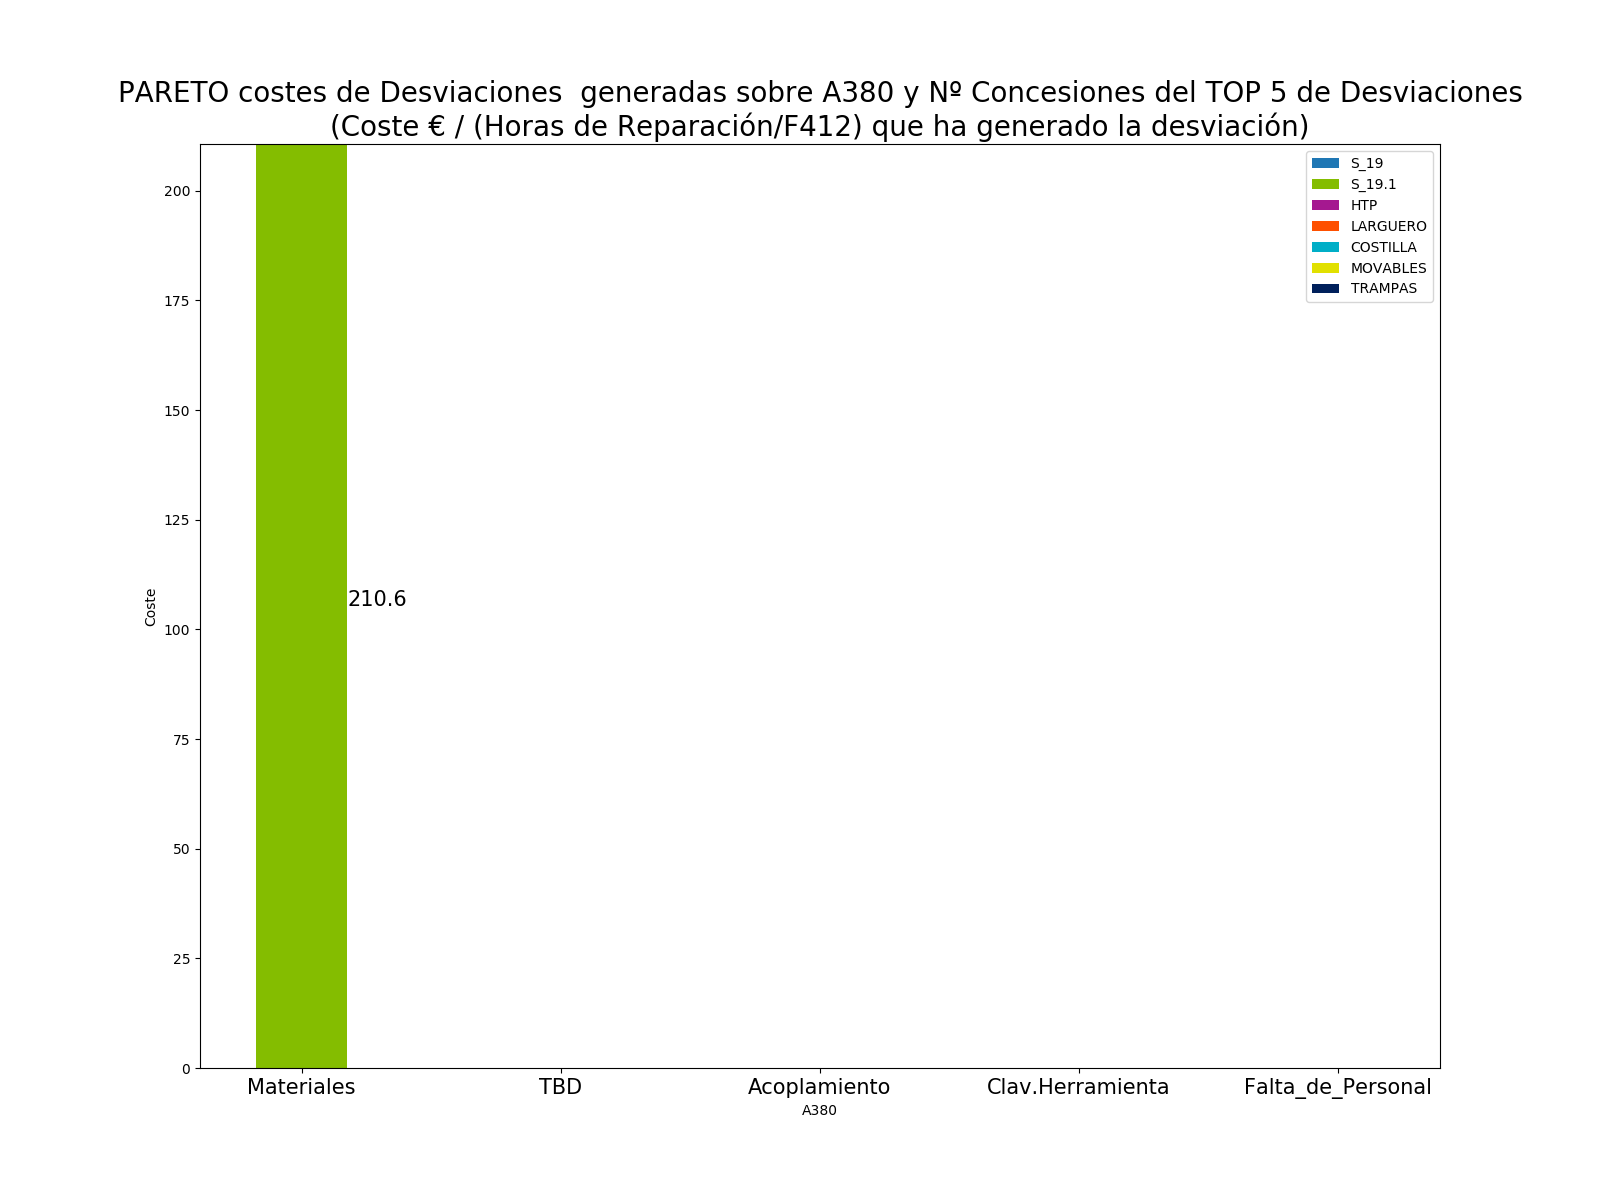 PARETO costes de Desviaciones  generadas sobre A380 y Nº Concesiones del TOP 5 de Desviaciones
(Coste € / (Horas de Reparación/F412) que ha generado la desviación)
S_19
S_19.1
HTP
LARGUERO
COSTILLA
MOVABLES
TRAMPAS
200
175
150
125
100
75
50
25
0
Coste
210.6
Materiales TBD Acoplamiento Clav.Herramienta Falta_de_Personal
A380